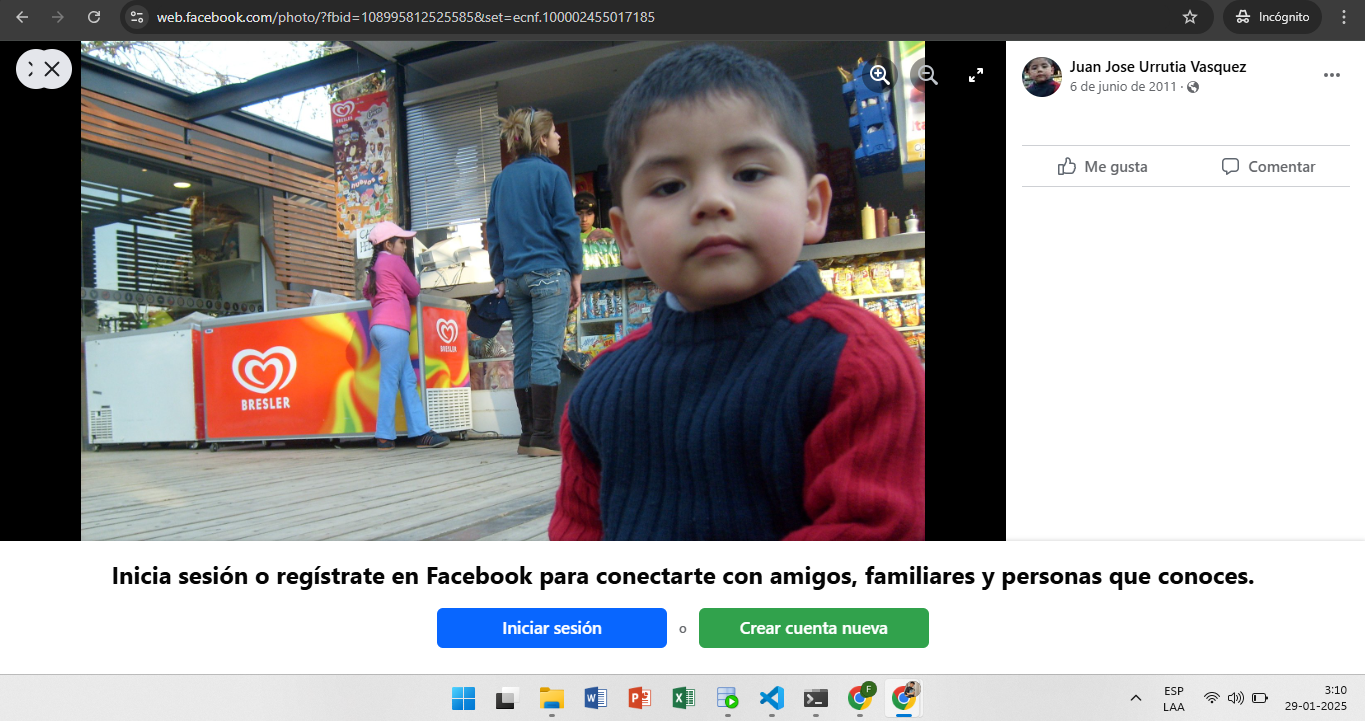 web.facebook.com/photo/?fbid=108995812525585&set=ecnf.100002455017185
Incógnito
Juan Jose Urrutia Vasquez
6 de junio de 2011 ·
Me gusta
Comentar
BRESLER
BRESLER
Inicia sesión o regístrate en Facebook para conectarte con amigos, familiares y personas que conoces.
Iniciar sesión
o
Crear cuenta nueva
F
ESP
LAA
3:10
29-01-2025